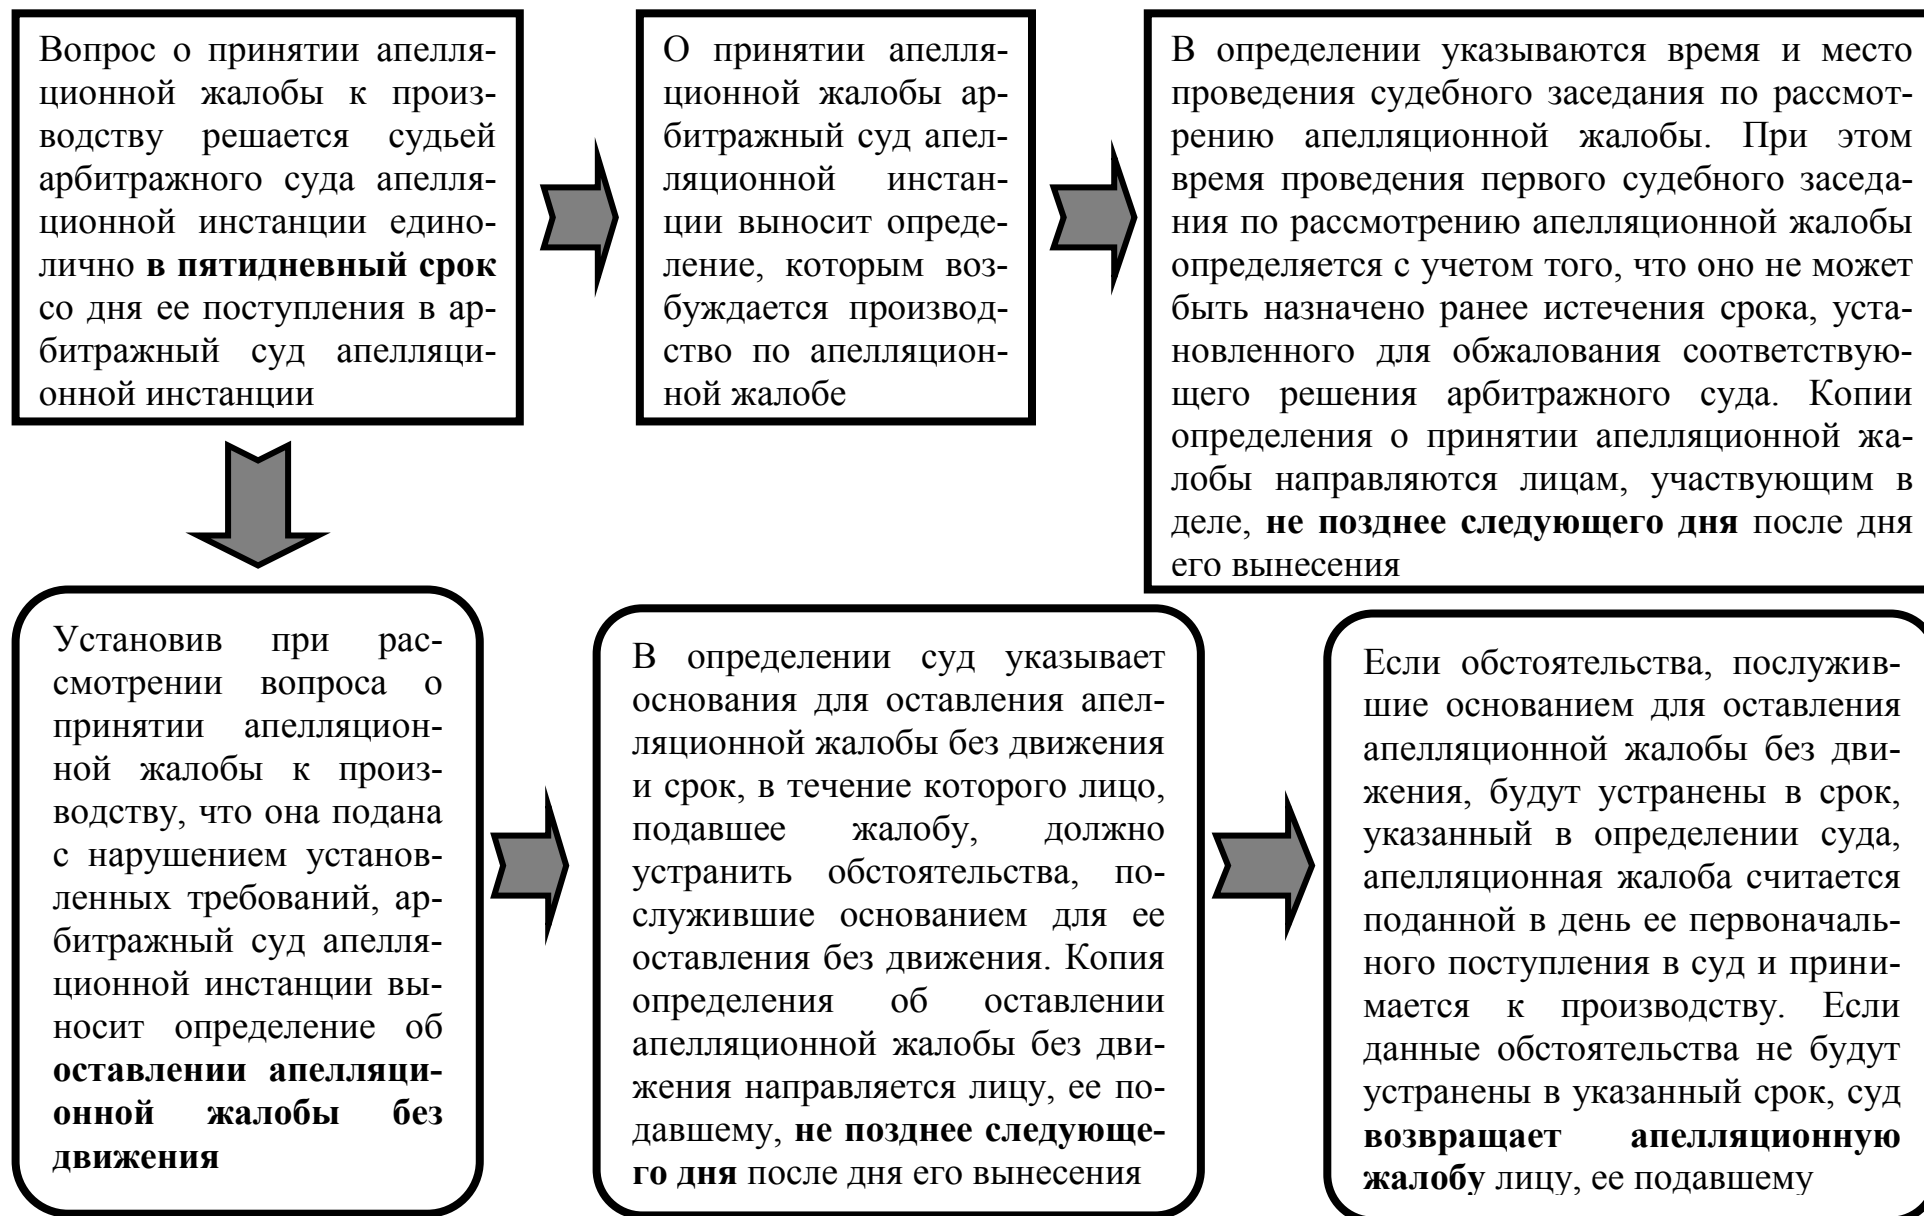 Вопрос о принятии апелля-
ционной жалобы к произ-
водству решается судьей
арбитражного суда апелля-
ционной инстанции едино-
лично в пятидневный срок
со дня ее поступления в ар-
битражный суд апелляци-
онной инстанции
О принятии апелля-
ционной жалобы ар-
битражный суд апел-
ляционной инстан-
ции выносит опреде-
ление, которым воз-
буждается производ-
ство по апелляцион-
ной жалобе
В определении указываются время и место
проведения судебного заседания по рассмот-
рению апелляционной жалобы. При этом
время проведения первого судебного заседа-
ния по рассмотрению апелляционной жалобы
определяется с учетом того, что оно не может
быть назначено ранее истечения срока, уста-
новленного для обжалования соответствую-
щего решения арбитражного суда. Копии
определения о принятии апелляционной жа-
лобы направляются лицам, участвующим в
деле, не позднее следующего дня после дня
его вынесения
Установив при рас-
смотрении вопроса о
принятии апелляцион-
ной жалобы к произ-
водству, что она подана
с нарушением установ-
ленных требований, ар-
битражный суд апелля-
ционной инстанции вы-
носит определение об
оставлении апелляци-
онной жалобы без
движения
В определении суд указывает
основания для оставления апел-
ляционной жалобы без движения
и срок, в течение которого лицо,
подавшее жалобу, должно
устранить обстоятельства, по-
служившие основанием для ее
оставления без движения. Копия
определения об оставлении
апелляционной жалобы без дви-
жения направляется лицу, ее по-
давшему, не позднее следующе-
го дня после дня его вынесения
Если обстоятельства, послужив-
шие основанием для оставления
апелляционной жалобы без дви-
жения, будут устранены в срок,
указанный в определении суда,
апелляционная жалоба считается
поданной в день ее первоначаль-
ного поступления в суд и прини-
мается к производству. Если
данные обстоятельства не будут
устранены в указанный срок, суд
возвращает апелляционную
жалобу лицу, ее подавшему